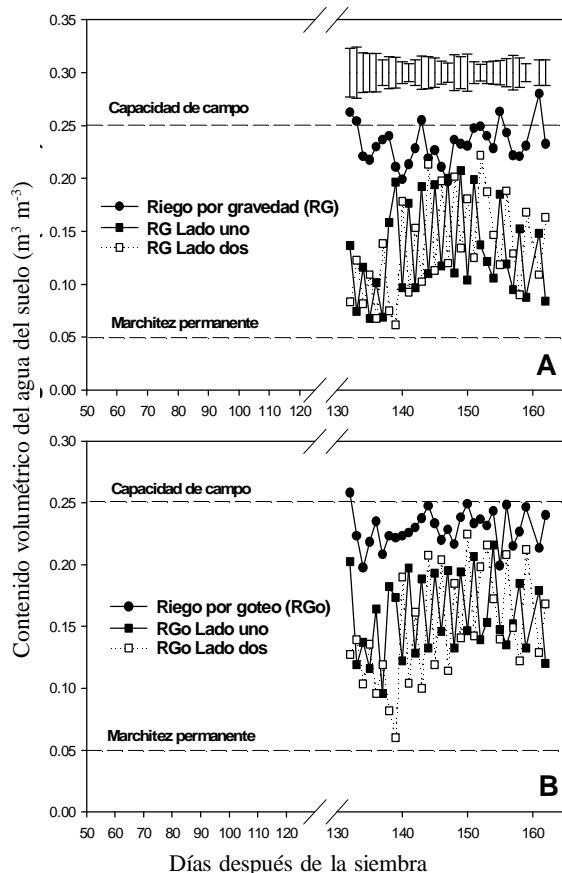 0.35
0.30
Capacidad de campo
0.25
0.20
Riego por gravedad (RG)
RG Lado uno
0.15
RG Lado dos
0.10
Marchitez permanente
0.05
A
0.00
50 60 70 80 90 100 110 120 130 140 150 160
0.30
Capacidad de campo
0.25
0.20
Riego por goteo (RGo)
RGo Lado uno
0.15
RGo Lado dos
0.10
Marchitez permanente
0.05
B
0.00
50 60 70 80 90 100 110 120 130 140 150 160
Contenido volumétrico del agua del suelo (m³ m⁻³)
Días después de la siembra